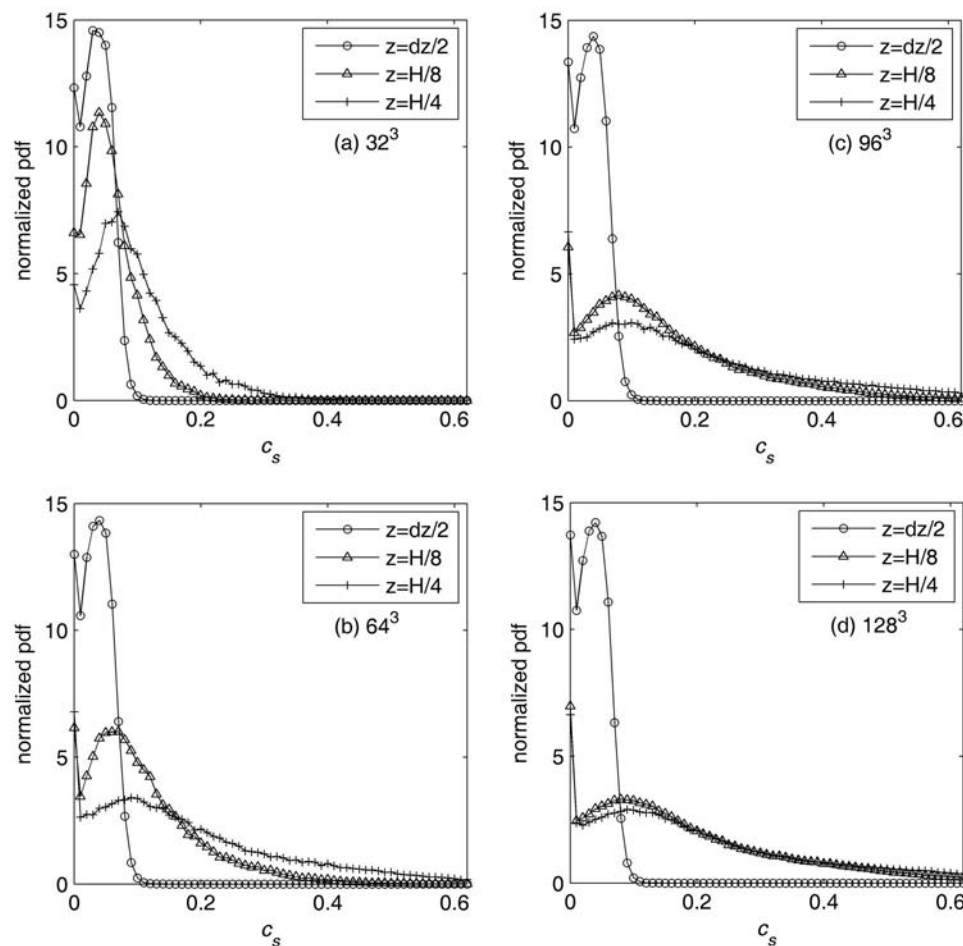 15
10
5
0
normalized pdf
z=dz/2
z=H/8
z=H/4
(a) 32³
0 0.2 0.4 0.6
c_s
15
10
5
0
normalized pdf
z=dz/2
z=H/8
z=H/4
(c) 96³
0 0.2 0.4 0.6
c_s
15
10
5
0
normalized pdf
z=dz/2
z=H/8
z=H/4
(b) 64³
0 0.2 0.4 0.6
c_s
15
10
5
0
normalized pdf
z=dz/2
z=H/8
z=H/4
(d) 128³
0 0.2 0.4 0.6
c_s